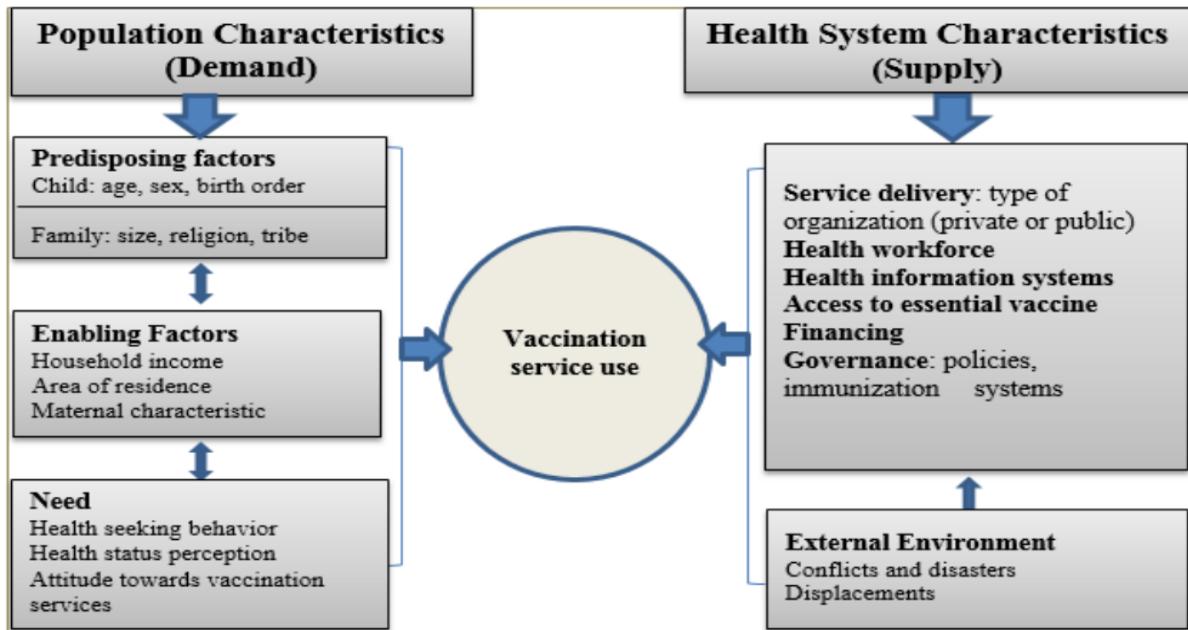 Population Characteristics
(Demand)
Predisposing factors
Child: age, sex, birth order
Family: size, religion, tribe
Enabling Factors
Household income
Area of residence
Maternal characteristic
Need
Health seeking behavior
Health status perception
Attitude towards vaccination
services
Vaccination
service use
Health System Characteristics
(Supply)
Service delivery: type of
organization (private or public)
Health workforce
Health information systems
Access to essential vaccine
Financing
Governance: policies,
immunization systems
External Environment
Conflicts and disasters
Displacements